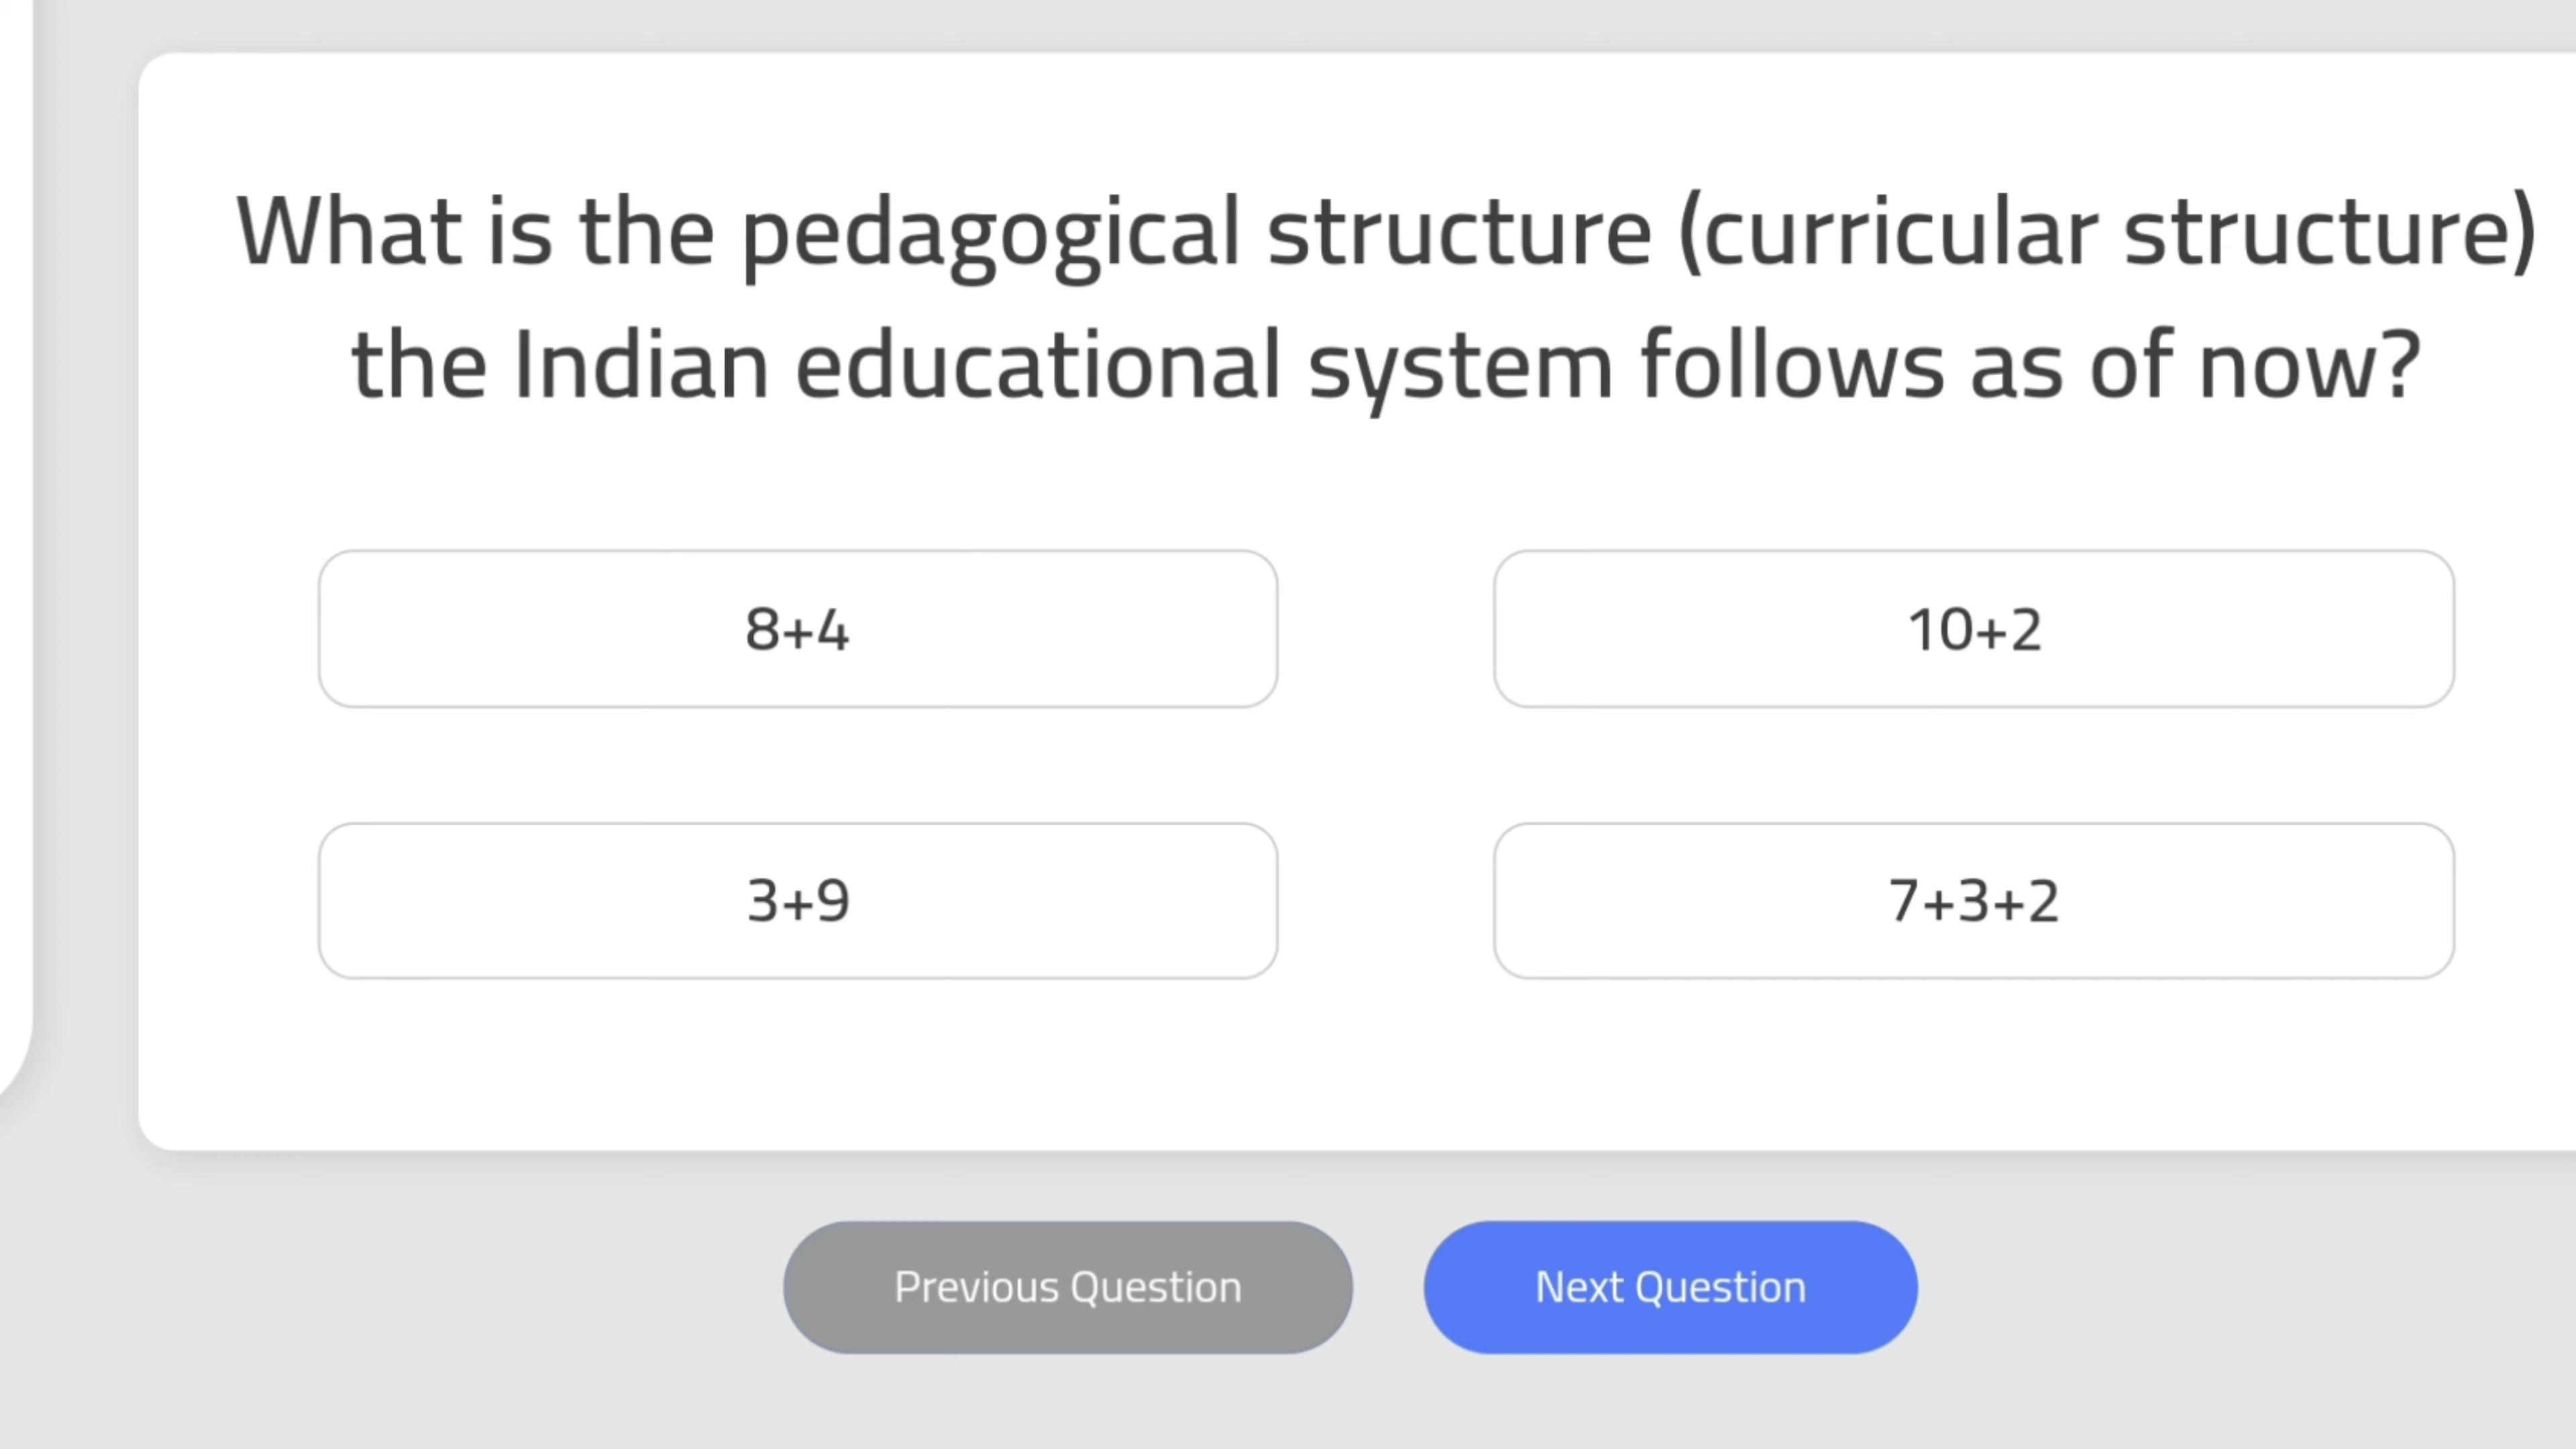 What is the pedagogical structure (curricular structure)
the Indian educational system follows as of now?
8+4
10+2
3+9
7+3+2
Previous Question
Next Question